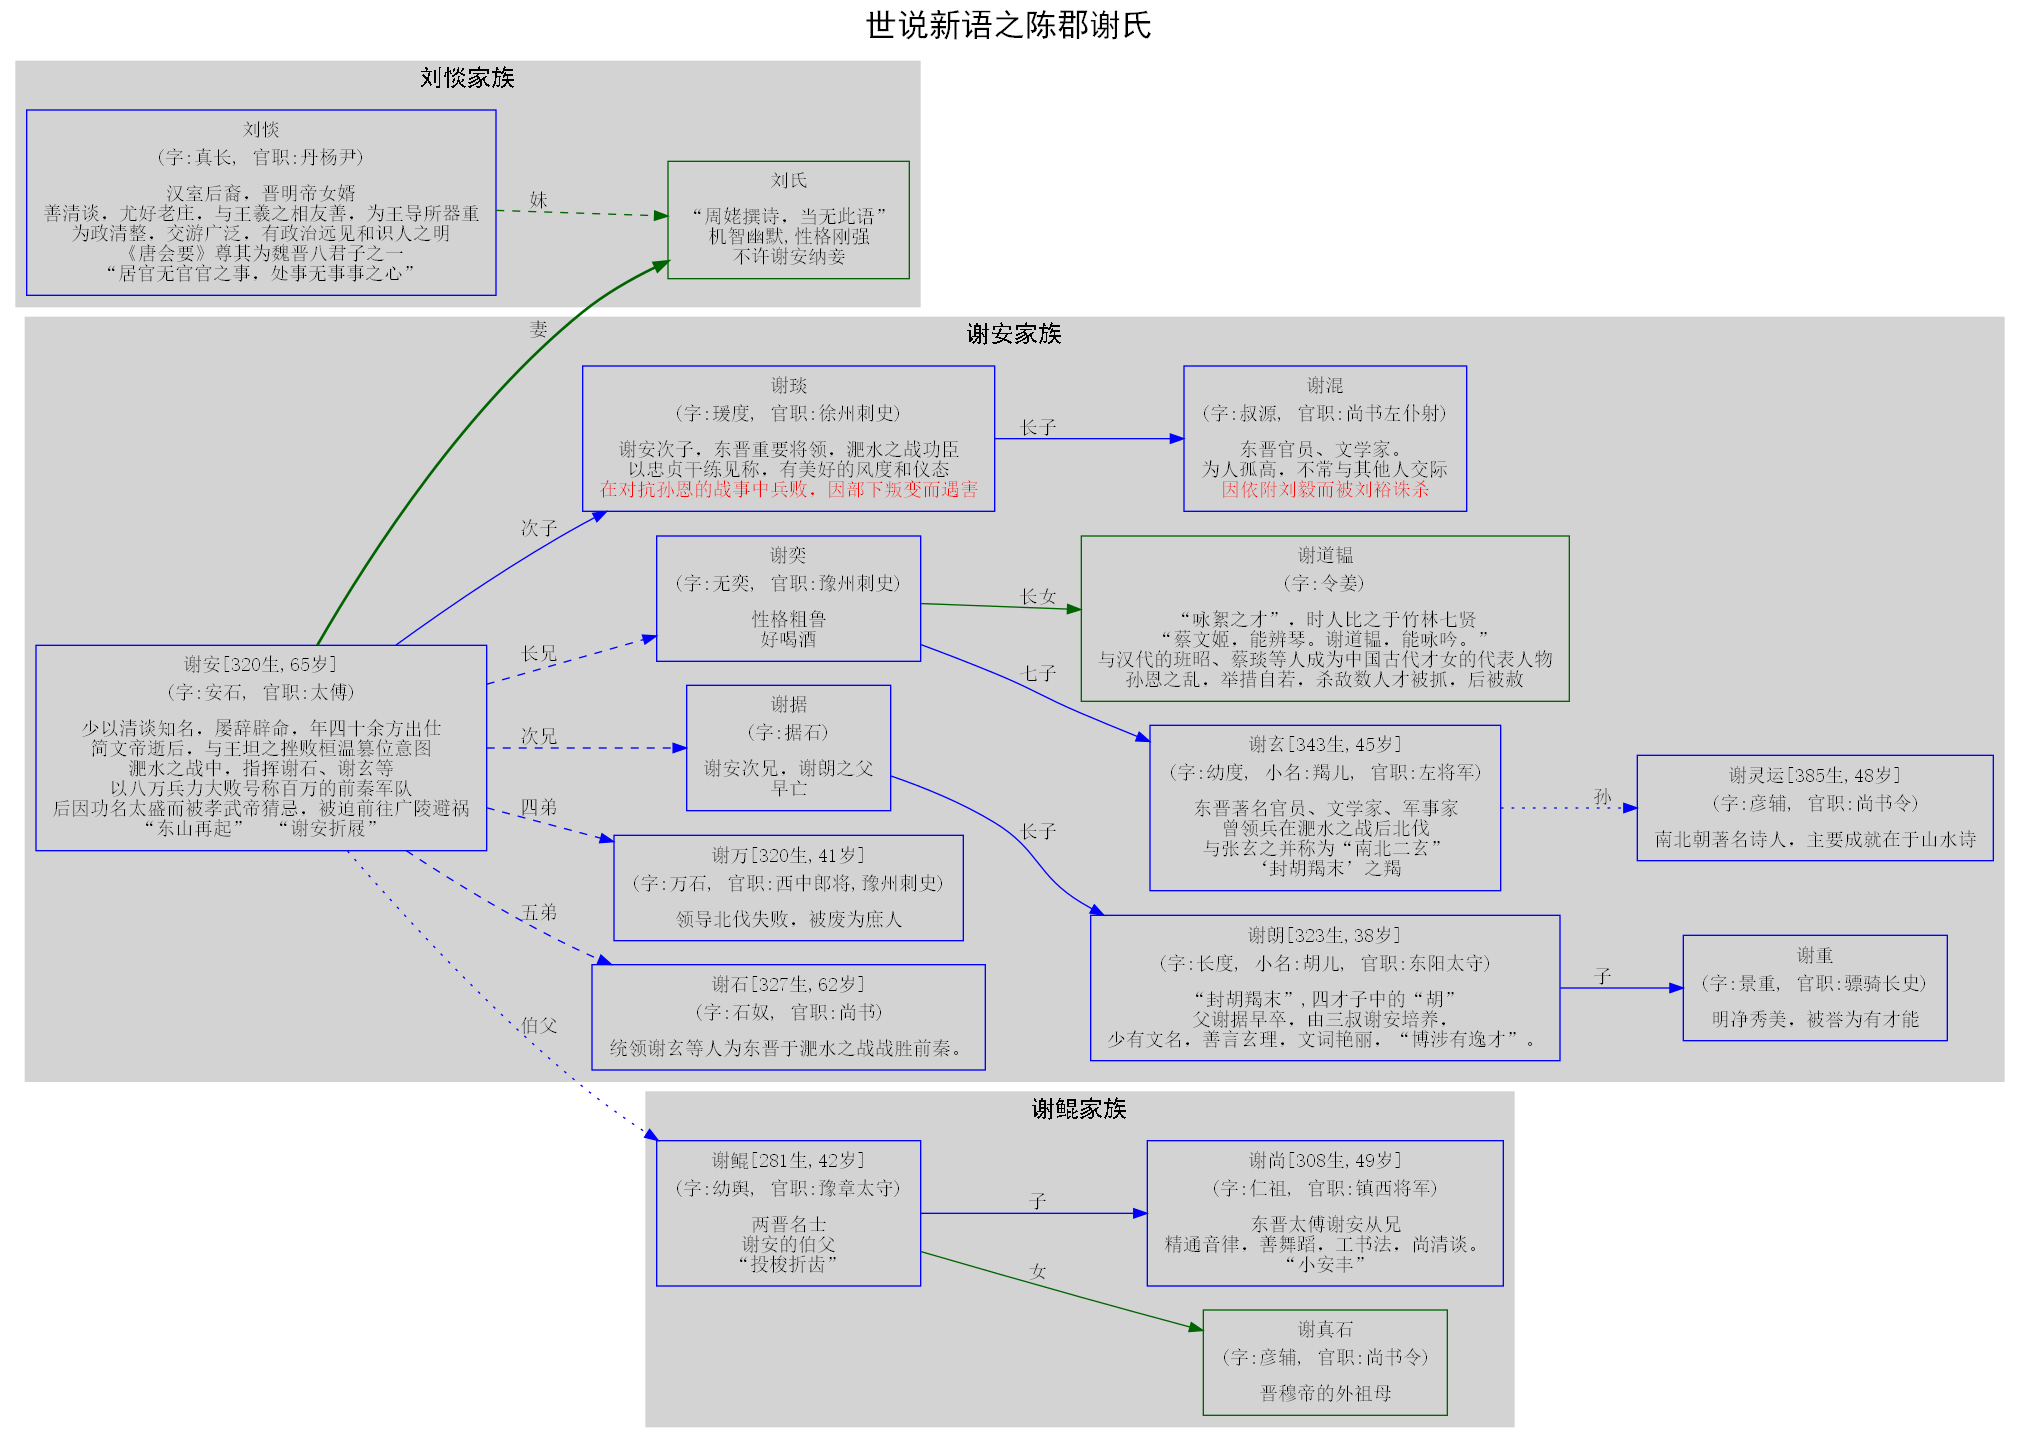 世说新语之陈郡谢氏
刘惔家族
刘惔
(字:真长, 官职:丹杨尹)
汉室后裔，晋明帝女婿
善清谈，尤好老庄，与王羲之相友善，为王导所器重
为政清整，交游广泛，有政治远见和识人之明
《唐会要》尊其为魏晋八君子之一
“居官无官官之事，处事无事事之心”
妹
刘氏
“周姥撰诗，当无此语”
机智幽默,性格刚强
不许谢安纳妾
妻
谢安家族
谢安[320生,65岁]
(字:安石, 官职:太傅)
少以清谈知名，屡辞辟命，年四十余方出仕
简文帝逝后，与王坦之挫败桓温篡位意图
淝水之战中，指挥谢石、谢玄等
以八万兵力大败号称百万的前秦军队
后因功名太盛而被孝武帝猜忌，被迫前往广陵避祸
“东山再起” “谢安折屐”
次子
谢琰
(字:瑗度, 官职:徐州刺史)
谢安次子，东晋重要将领，淝水之战功臣
以忠贞干练见称，有美好的风度和仪态
在对抗孙恩的战事中兵败，因部下叛变而遇害
长子
谢混
(字:叔源, 官职:尚书左仆射)
东晋官员、文学家。
为人孤高，不常与其他人交际
因依附刘毅而被刘裕诛杀
长兄
谢奕
(字:无奕, 官职:豫州刺史)
性格粗鲁
好喝酒
长女
谢道韫
(字:令姜)
“咏絮之才”，时人比之于竹林七贤
“蔡文姬，能辨琴。谢道韫，能咏吟。”
与汉代的班昭、蔡琰等人成为中国古代才女的代表人物
孙恩之乱，举措自若，杀敌数人才被抓，后被赦
七子
谢玄[343生,45岁]
(字:幼度, 小名:羯儿, 官职:左将军)
东晋著名官员、文学家、军事家
曾领兵在淝水之战后北伐
与张玄之并称为“南北二玄”
‘封胡羯末’之羯
孙
谢灵运[385生,48岁]
(字:彦辅, 官职:尚书令)
南北朝著名诗人，主要成就在于山水诗
次兄
谢据
(字:据石)
谢安次兄，谢朗之父
早亡
长子
谢朗[323生,38岁]
(字:长度, 小名:胡儿, 官职:东阳太守)
“封胡羯末”,四才子中的“胡”
父谢据早卒，由三叔谢安培养，
少有文名，善言玄理，文词艳丽，“博涉有逸才”。
子
谢重
(字:景重, 官职:骠骑长史)
明净秀美，被誉为有才能
四弟
谢万[320生,41岁]
(字:万石, 官职:西中郎将,豫州刺史)
领导北伐失败，被废为庶人
五弟
谢石[327生,62岁]
(字:石奴, 官职:尚书)
统领谢玄等人为东晋于淝水之战战胜前秦。
伯父
谢鲲家族
谢鲲[281生,42岁]
(字:幼舆, 官职:豫章太守)
两晋名士
谢安的伯父
“投梭折齿”
子
谢尚[308生,49岁]
(字:仁祖, 官职:镇西将军)
东晋太傅谢安从兄
精通音律，善舞蹈，工书法，尚清谈。
“小安丰”
女
谢真石
(字:彦辅, 官职:尚书令)
晋穆帝的外祖母